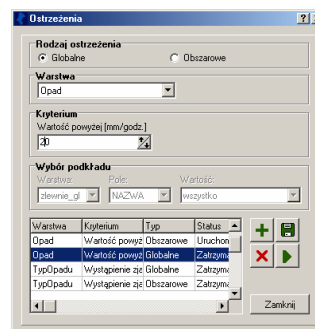 Ostrzeżenia
Rodzaj ostrzeżenia
Globalne Obszarowe
Warstwa
Opad
Kryterium
Wartość powyżej [mm/godz.]
20
Wybór podkładu
Warstwa: Pole: Wartość:
zlewnie_gl NAZWA wszystko
Warstwa Kryterium Typ Status
Opad Wartość powyż Obszarowe Uruchon
Opad Wartość powyż Globalne Zatrzyma
TypOpadu Wystąpienie zja Globalne Zatrzyma
TypOpadu Wystąpienie zja Obszarowe Zatrzyma
Zamknij